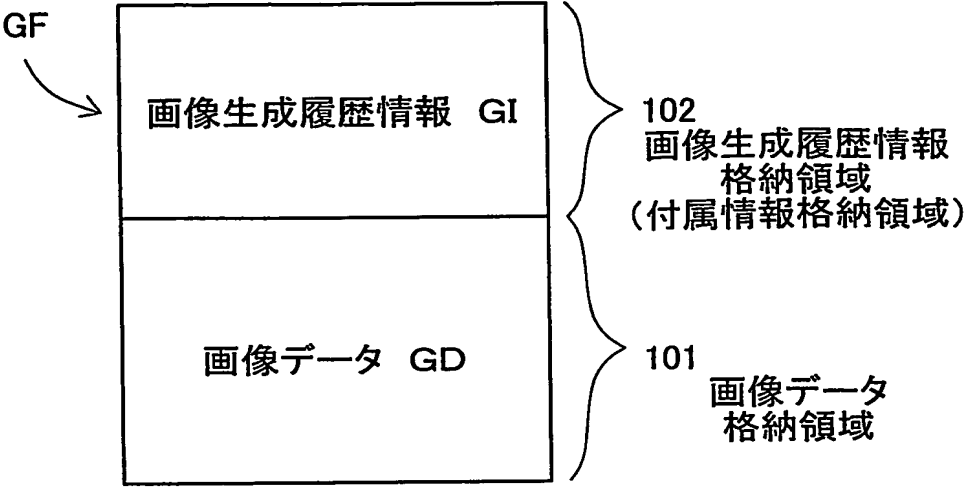 GF
画像生成履歴情報 GI
102
画像生成履歴情報
格納領域
(付属情報格納領域)
画像データ GD
101
画像データ
格納領域